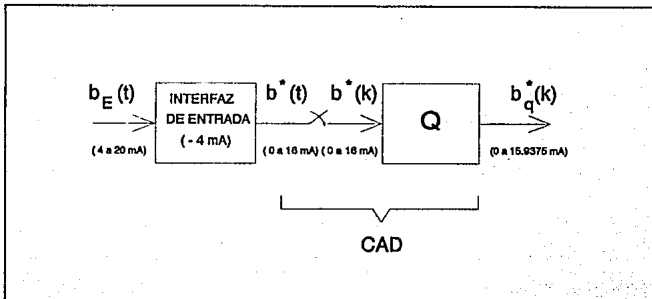 b_E(t)
INTERFAZ
DE ENTRADA
( - 4 mA)
b*(t)
b*(k)
Q
b*_q(k)
( 4 a 20 mA)
(0 a 16 mA)
(0 a 16 mA)
(0 a 15.9375 mA)
CAD